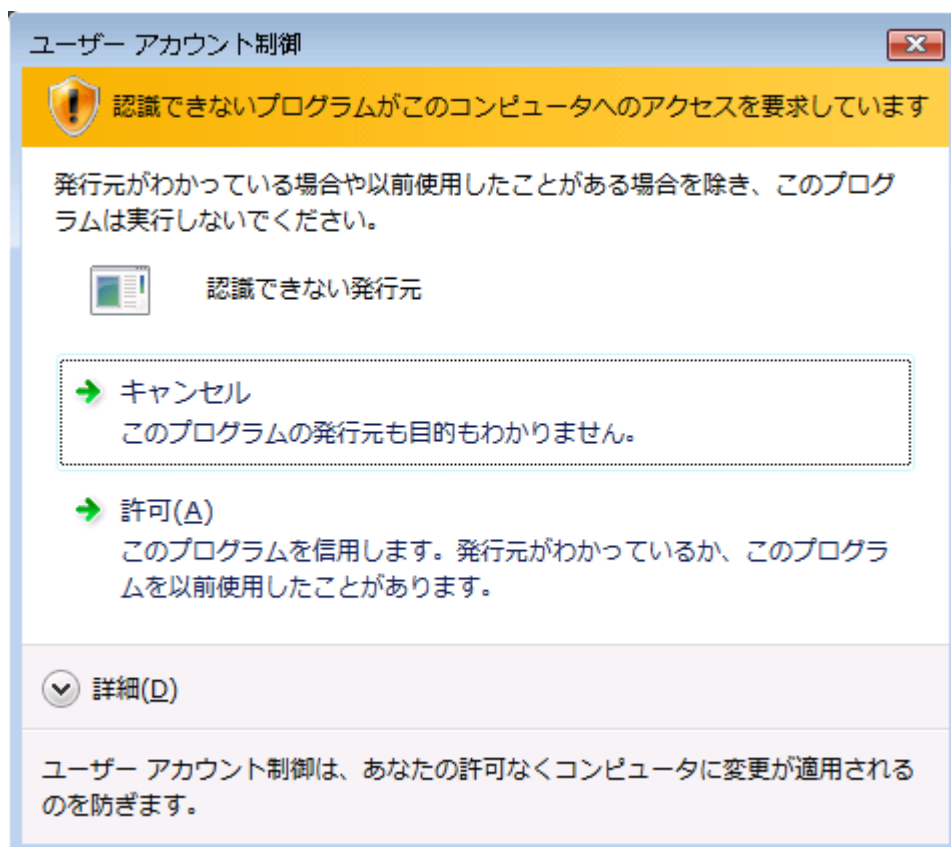 ユーザー アカウント制御
認識できないプログラムがこのコンピュータへのアクセスを要求しています
発行元がわかっている場合や以前使用したことがある場合を除き、このプログ
ラムは実行しないでください。
認識できない発行元
キャンセル
このプログラムの発行元も目的もわかりません。
許可(A)
このプログラムを信用します。発行元がわかっているか、このプログラ
ムを以前使用したことがあります。
詳細(D)
ユーザー アカウント制御は、あなたの許可なくコンピュータに変更が適用される
のを防ぎます。